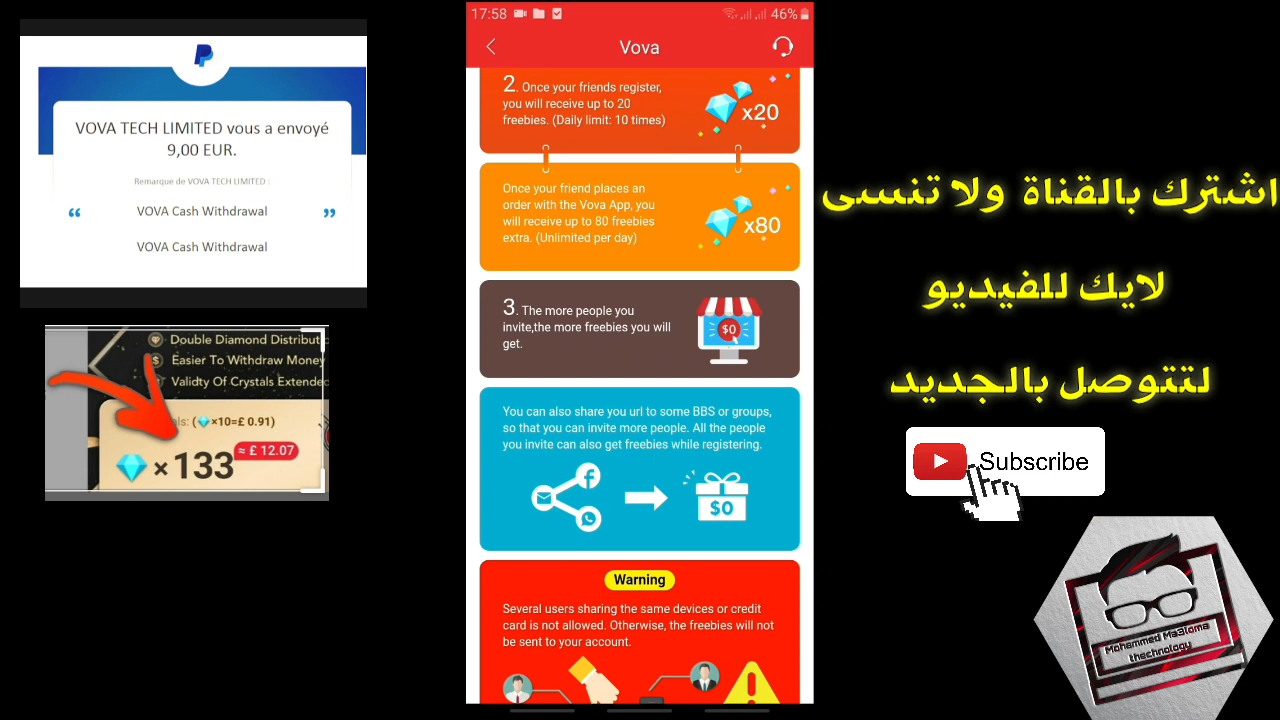 VOVA TECH LIMITED vous a envoyé
9,00 EUR.
Remarque de VOVA TECH LIMITED :
“ VOVA Cash Withdrawal ”
VOVA Cash Withdrawal
Double Diamond Distributi
$ Easier To Withdraw Money
Validty Of Crystals Extended
(💎×10=£ 0.91)
≈ £ 12.07
× 133
17:58
46%
Vova
2. Once your friends register,
you will receive up to 20
freebies. (Daily limit: 10 times)
x20
Once your friend places an
order with the Vova App, you
will receive up to 80 freebies
extra. (Unlimited per day)
x80
3. The more people you
invite,the more freebies you will
get.
$0
You can also share you url to some BBS or groups,
so that you can invite more people. All the people
you invite can also get freebies while registering.
$0
Warning
Several users sharing the same devices or credit
card is not allowed. Otherwise, the freebies will not
be sent to your account.
اشترك بالقناة ولا تنسى
لايك للفيديو
لتتوصل بالجديد
Subscribe
Mohammed Ma3loma
thechnology